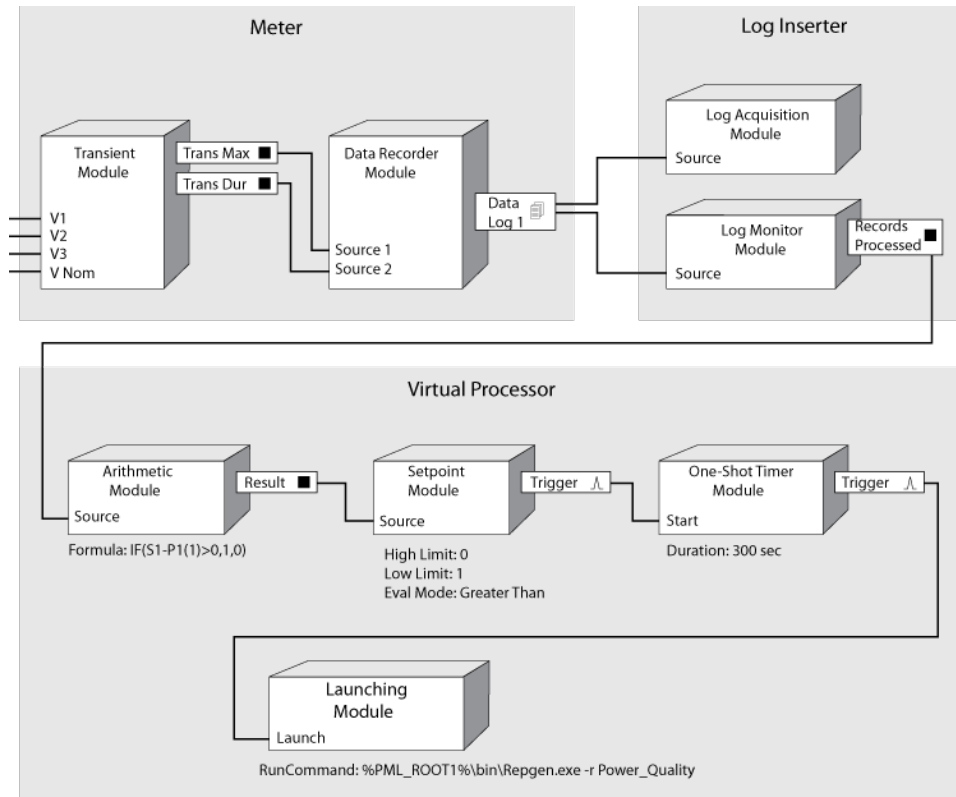 Meter
Log Inserter
Transient
Module
V1
V2
V3
V Nom
Trans Max
Trans Dur
Data Recorder
Module
Source 1
Source 2
Data
Log 1
Log Acquisition
Module
Source
Log Monitor
Module
Source
Records
Processed
Virtual Processor
Arithmetic
Module
Source
Result
Formula: IF(S1-P1(1)>0,1,0)
Setpoint
Module
Source
Trigger
High Limit: 0
Low Limit: 1
Eval Mode: Greater Than
One-Shot Timer
Module
Start
Trigger
Duration: 300 sec
Launching
Module
Launch
RunCommand: %PML_ROOT1%\bin\Repgen.exe -r Power_Quality